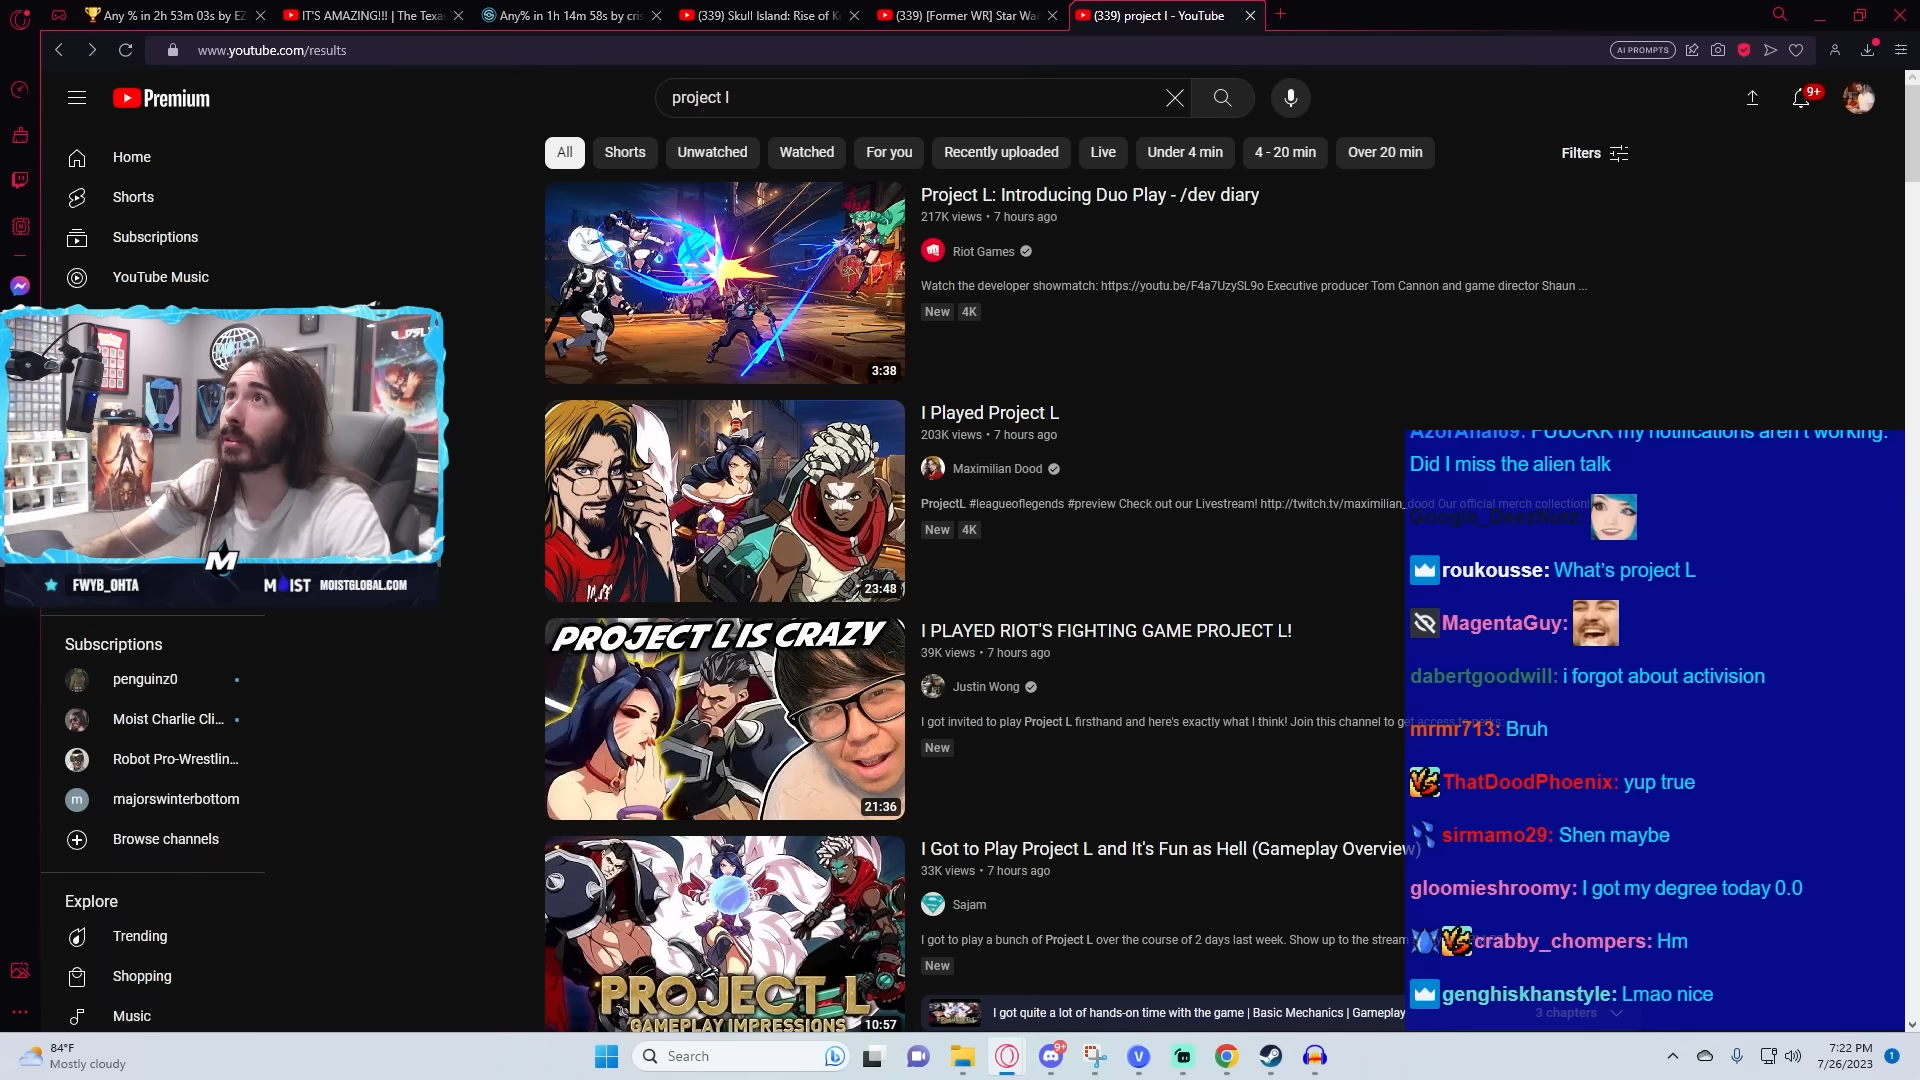 Any % in 2h 53m 03s by EZ
IT'S AMAZING!!! | The Texa
Any% in 1h 14m 58s by cri
(339) Skull Island: Rise of K
(339) [Former WR] Star Wa
(339) project l - YouTube
www.youtube.com/results
AI PROMPTS
Premium
project l
9+
Home
Shorts
Subscriptions
YouTube Music
All
Shorts
Unwatched
Watched
For you
Recently uploaded
Live
Under 4 min
4 - 20 min
Over 20 min
Filters
Project L: Introducing Duo Play - /dev diary
217K views • 7 hours ago
Riot Games
Watch the developer showmatch: https://youtu.be/F4a7UzySL9o Executive producer Tom Cannon and game director Shaun ...
New 4K
3:38
I Played Project L
203K views • 7 hours ago
Maximilian Dood
ProjectL #leagueoflegends #preview Check out our Livestream! http://twitch.tv/maximilian_dood Our official merch collection!
New 4K
23:48
PROJECT L IS CRAZY
I PLAYED RIOT'S FIGHTING GAME PROJECT L!
39K views • 7 hours ago
Justin Wong
I got invited to play Project L firsthand and here's exactly what I think! Join this channel to get access to perks:
New
21:36
I Got to Play Project L and It's Fun as Hell (Gameplay Overview)
33K views • 7 hours ago
Sajam
I got to play a bunch of Project L over the course of 2 days last week. Show up to the stream
New
PROJECT L
GAMEPLAY IMPRESSIONS
10:57
I got quite a lot of hands-on time with the game | Basic Mechanics | Gameplay
3 chapters
M
FWYB_OHTA
MOIST MOISTGLOBAL.COM
Subscriptions
penguinz0
Moist Charlie Cli...
Robot Pro-Wrestlin...
m
majorswinterbottom
Browse channels
Explore
Trending
Shopping
Music
AzorAhai69: FUUCKK my notifications aren't working.
Did I miss the alien talk
Google_DeezNutz:
roukousse: What's project L
MagentaGuy:
dabertgoodwill: i forgot about activision
mrmr713: Bruh
ThatDoodPhoenix: yup true
sirmamo29: Shen maybe
gloomieshroomy: I got my degree today 0.0
crabby_chompers: Hm
genghiskhanstyle: Lmao nice
84°F
Mostly cloudy
Search
9+
7:22 PM
7/26/2023
1